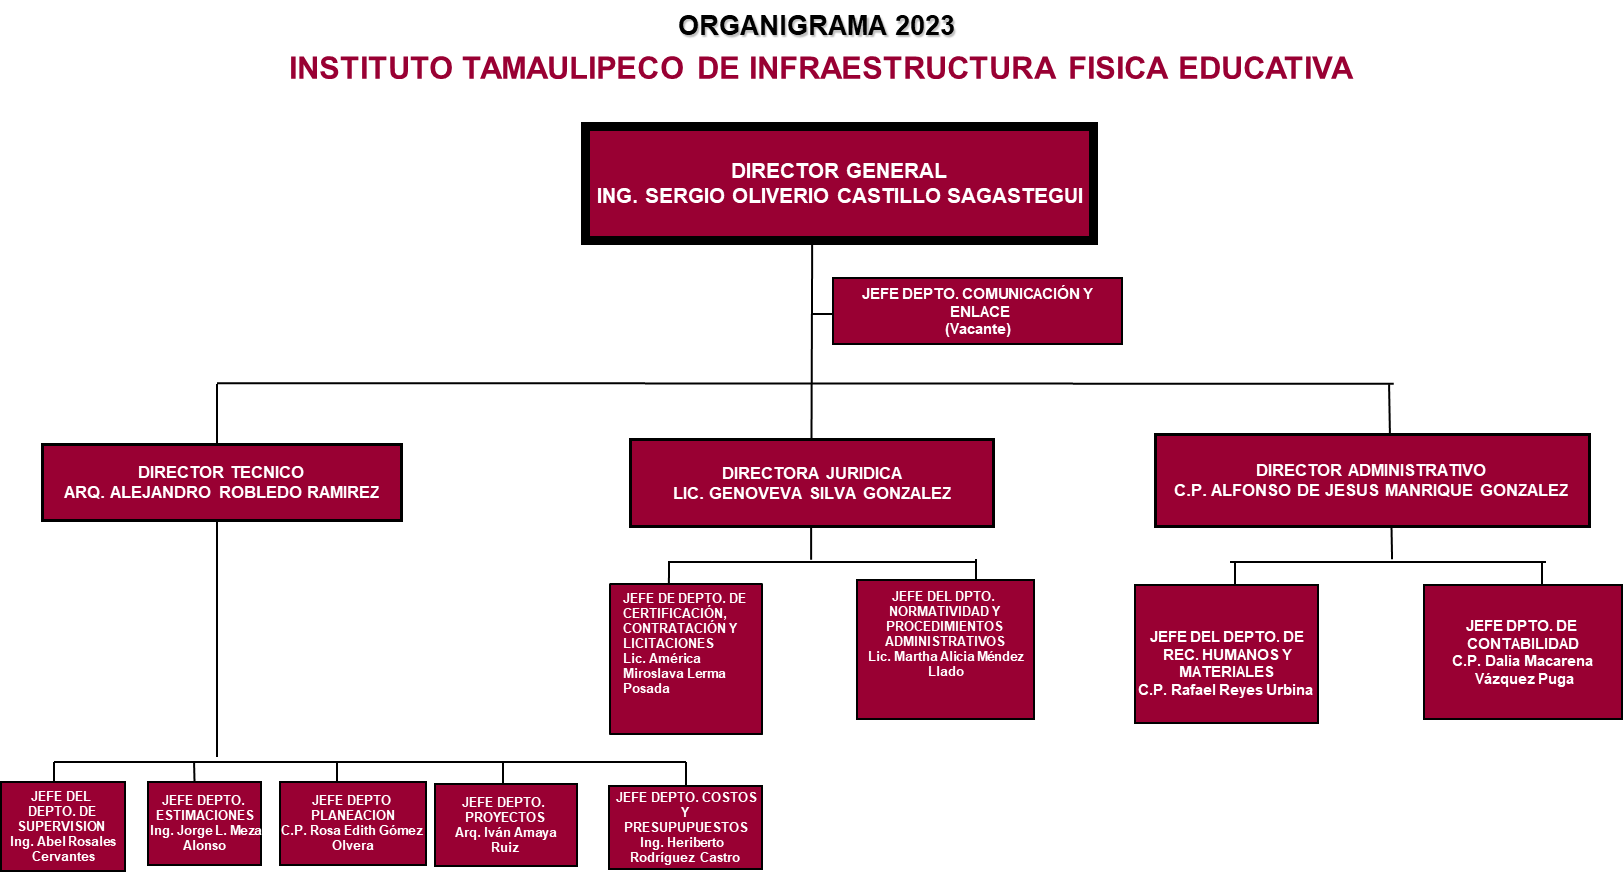 ORGANIGRAMA 2023
INSTITUTO TAMAULIPECO DE INFRAESTRUCTURA FISICA EDUCATIVA
DIRECTOR GENERAL
ING. SERGIO OLIVERIO CASTILLO SAGASTEGUI
JEFE DEPTO. COMUNICACIÓN Y
ENLACE
(Vacante)
DIRECTOR TECNICO
ARQ. ALEJANDRO ROBLEDO RAMIREZ
DIRECTORA JURIDICA
LIC. GENOVEVA SILVA GONZALEZ
DIRECTOR ADMINISTRATIVO
C.P. ALFONSO DE JESUS MANRIQUE GONZALEZ
JEFE DE DEPTO. DE
CERTIFICACIÓN,
CONTRATACIÓN Y
LICITACIONES
Lic. América
Miroslava Lerma
Posada
JEFE DEL DPTO.
NORMATIVIDAD Y
PROCEDIMIENTOS
ADMINISTRATIVOS
Lic. Martha Alicia Méndez
Llado
JEFE DEL DEPTO. DE
REC. HUMANOS Y
MATERIALES
C.P. Rafael Reyes Urbina
JEFE DPTO. DE
CONTABILIDAD
C.P. Dalia Macarena
Vázquez Puga
JEFE DEL
DEPTO. DE
SUPERVISION
Ing. Abel Rosales
Cervantes
JEFE DEPTO.
ESTIMACIONES
Ing. Jorge L. Meza
Alonso
JEFE DEPTO
PLANEACION
C.P. Rosa Edith Gómez
Olvera
JEFE DEPTO.
PROYECTOS
Arq. Iván Amaya
Ruiz
JEFE DEPTO. COSTOS
Y
PRESUPUPUESTOS
Ing. Heriberto
Rodríguez Castro